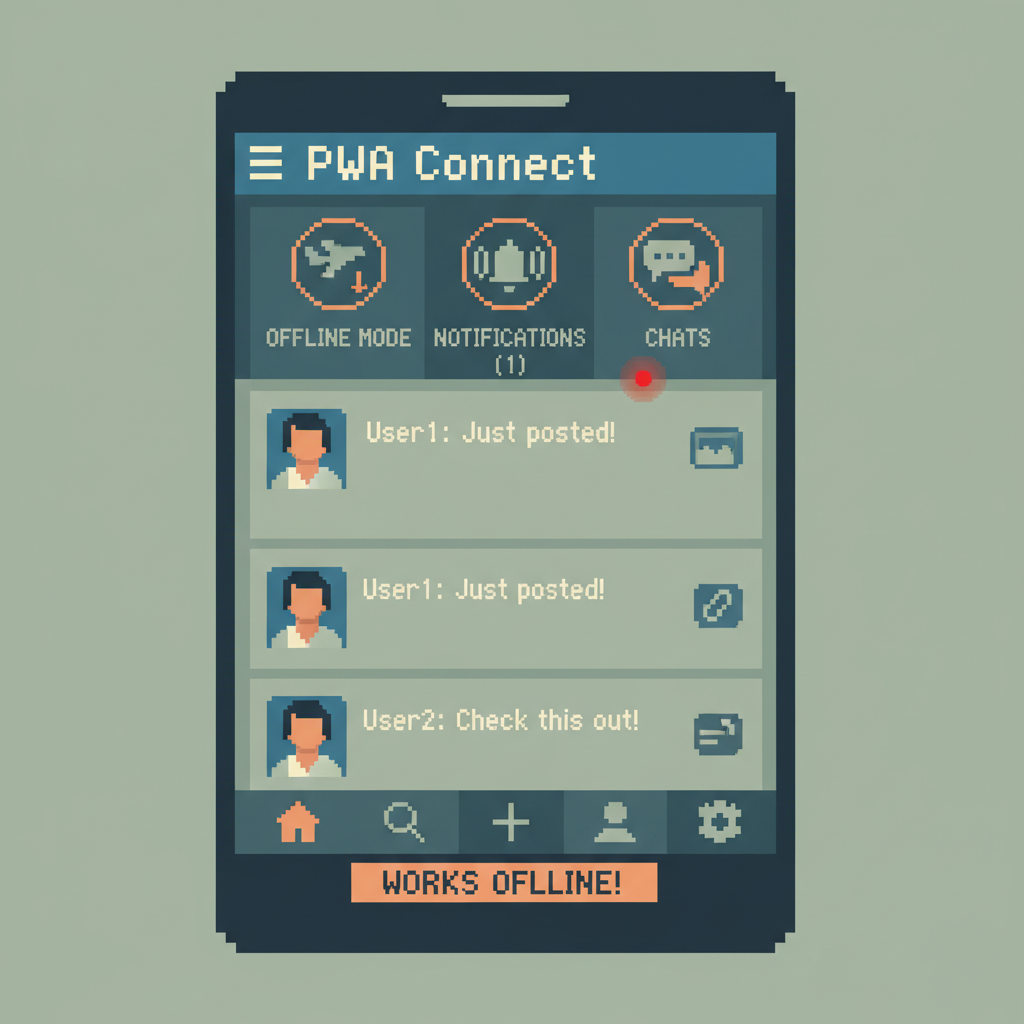 PWA Connect
OFFLINE MODE
NOTIFICATIONS
(1)
CHATS
User1: Just posted!
User1: Just posted!
User2: Check this out!
WORKS OFLLINE!